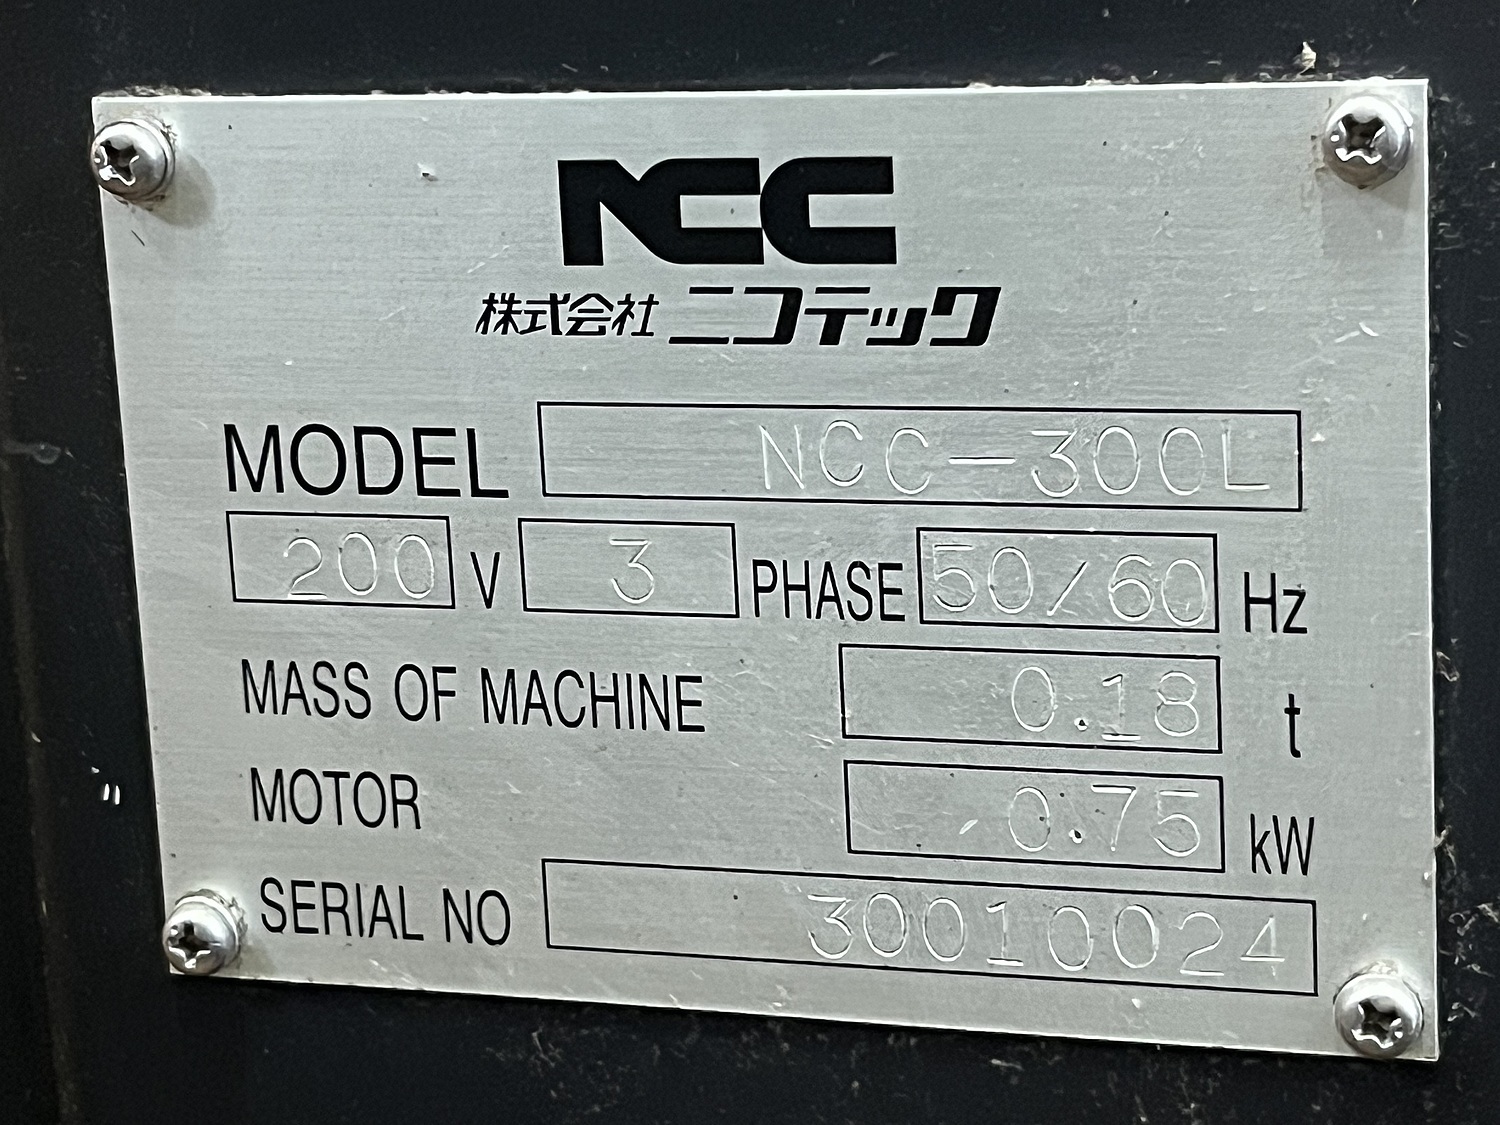 NCC
株式会社 ニコテック
MODEL NCC-300L
200 V 3 PHASE 50/60 Hz
MASS OF MACHINE 0.18 t
MOTOR 0.75 kW
SERIAL NO 30010024